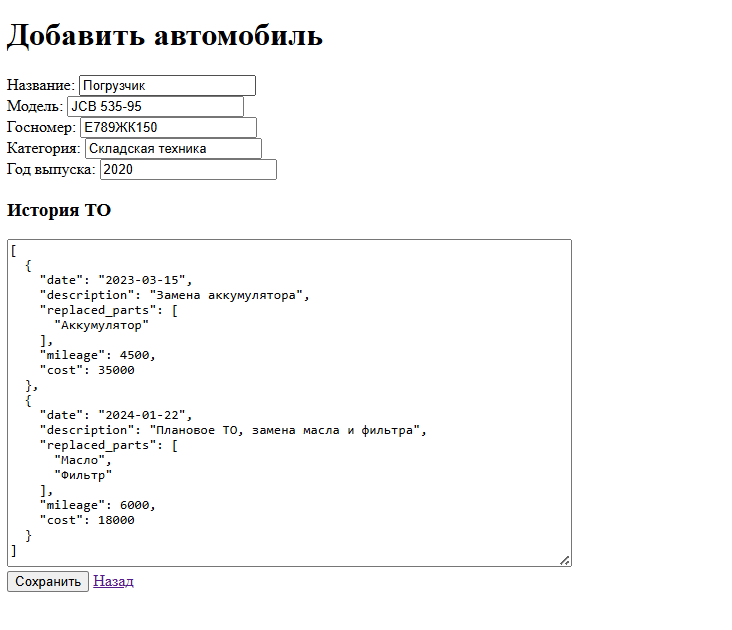 Добавить автомобиль
Название: Погрузчик
Модель: JCB 535-95
Госномер: Е789ЖК150
Категория: Складская техника
Год выпуска: 2020
История ТО
[
  {
    "date": "2023-03-15",
    "description": "Замена аккумулятора",
    "replaced_parts": [
      "Аккумулятор"
    ],
    "mileage": 4500,
    "cost": 35000
  },
  {
    "date": "2024-01-22",
    "description": "Плановое ТО, замена масла и фильтра",
    "replaced_parts": [
      "Масло",
      "Фильтр"
    ],
    "mileage": 6000,
    "cost": 18000
  }
]
Сохранить Назад